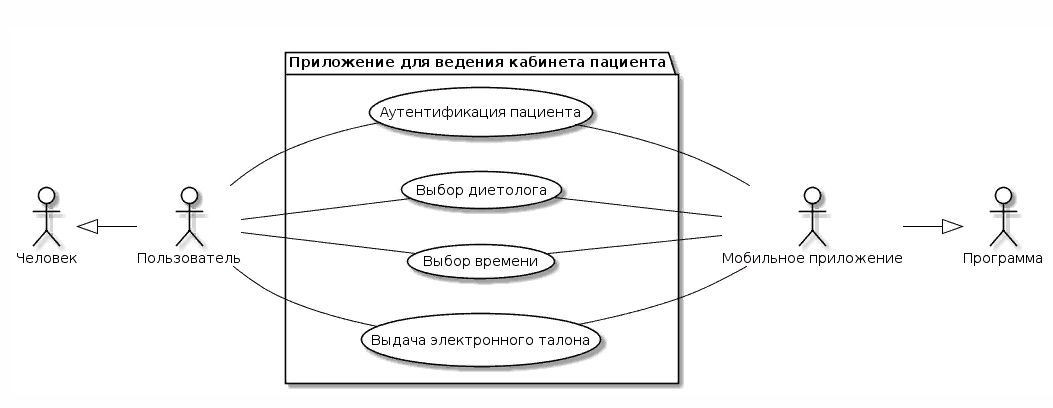 Приложение для ведения кабинета пациента
Аутентификация пациента
Выбор диетолога
Выбор времени
Выдача электронного талона
Человек
Пользователь
Мобильное приложение
Программа